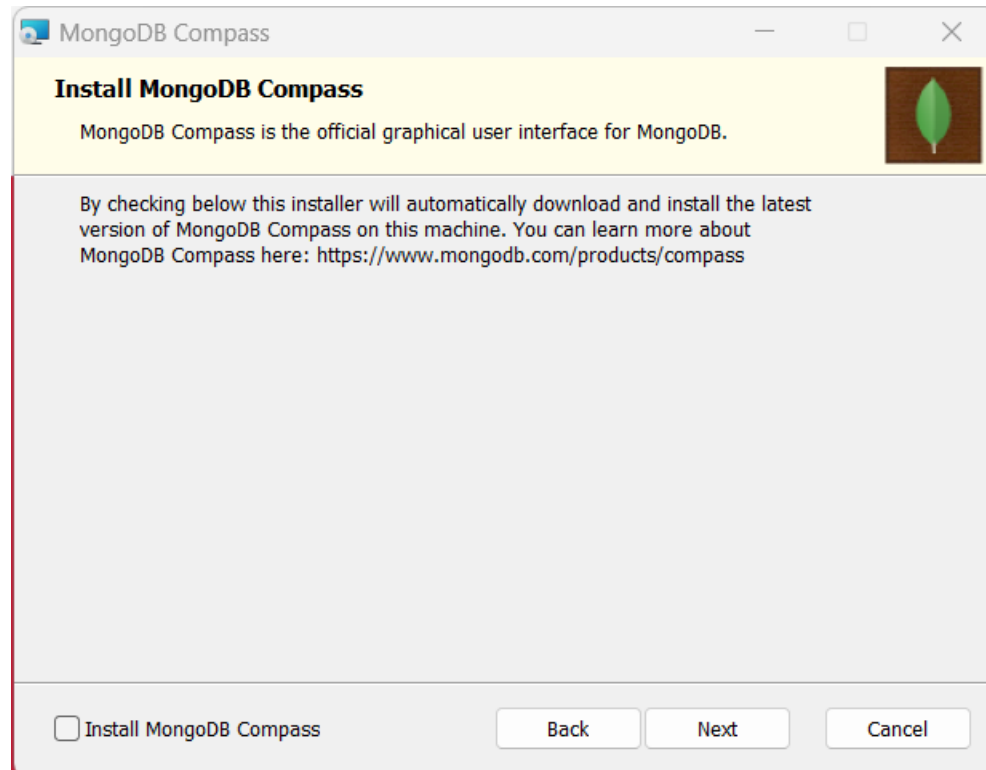 MongoDB Compass
Install MongoDB Compass
MongoDB Compass is the official graphical user interface for MongoDB.
By checking below this installer will automatically download and install the latest
version of MongoDB Compass on this machine. You can learn more about
MongoDB Compass here: https://www.mongodb.com/products/compass
Install MongoDB Compass
Back
Next
Cancel